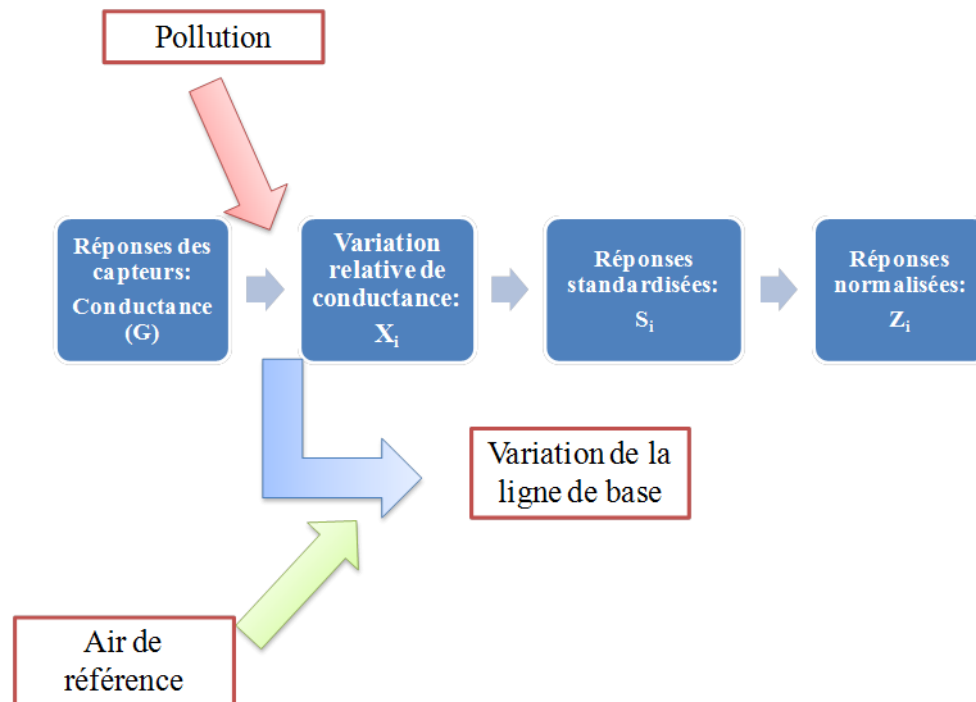 Pollution
Réponses des
capteurs:
Conductance
(G)
Variation
relative de
conductance:
Xi
Réponses
standardisées:
Si
Réponses
normalisées:
Zi
Variation de la
ligne de base
Air de
référence